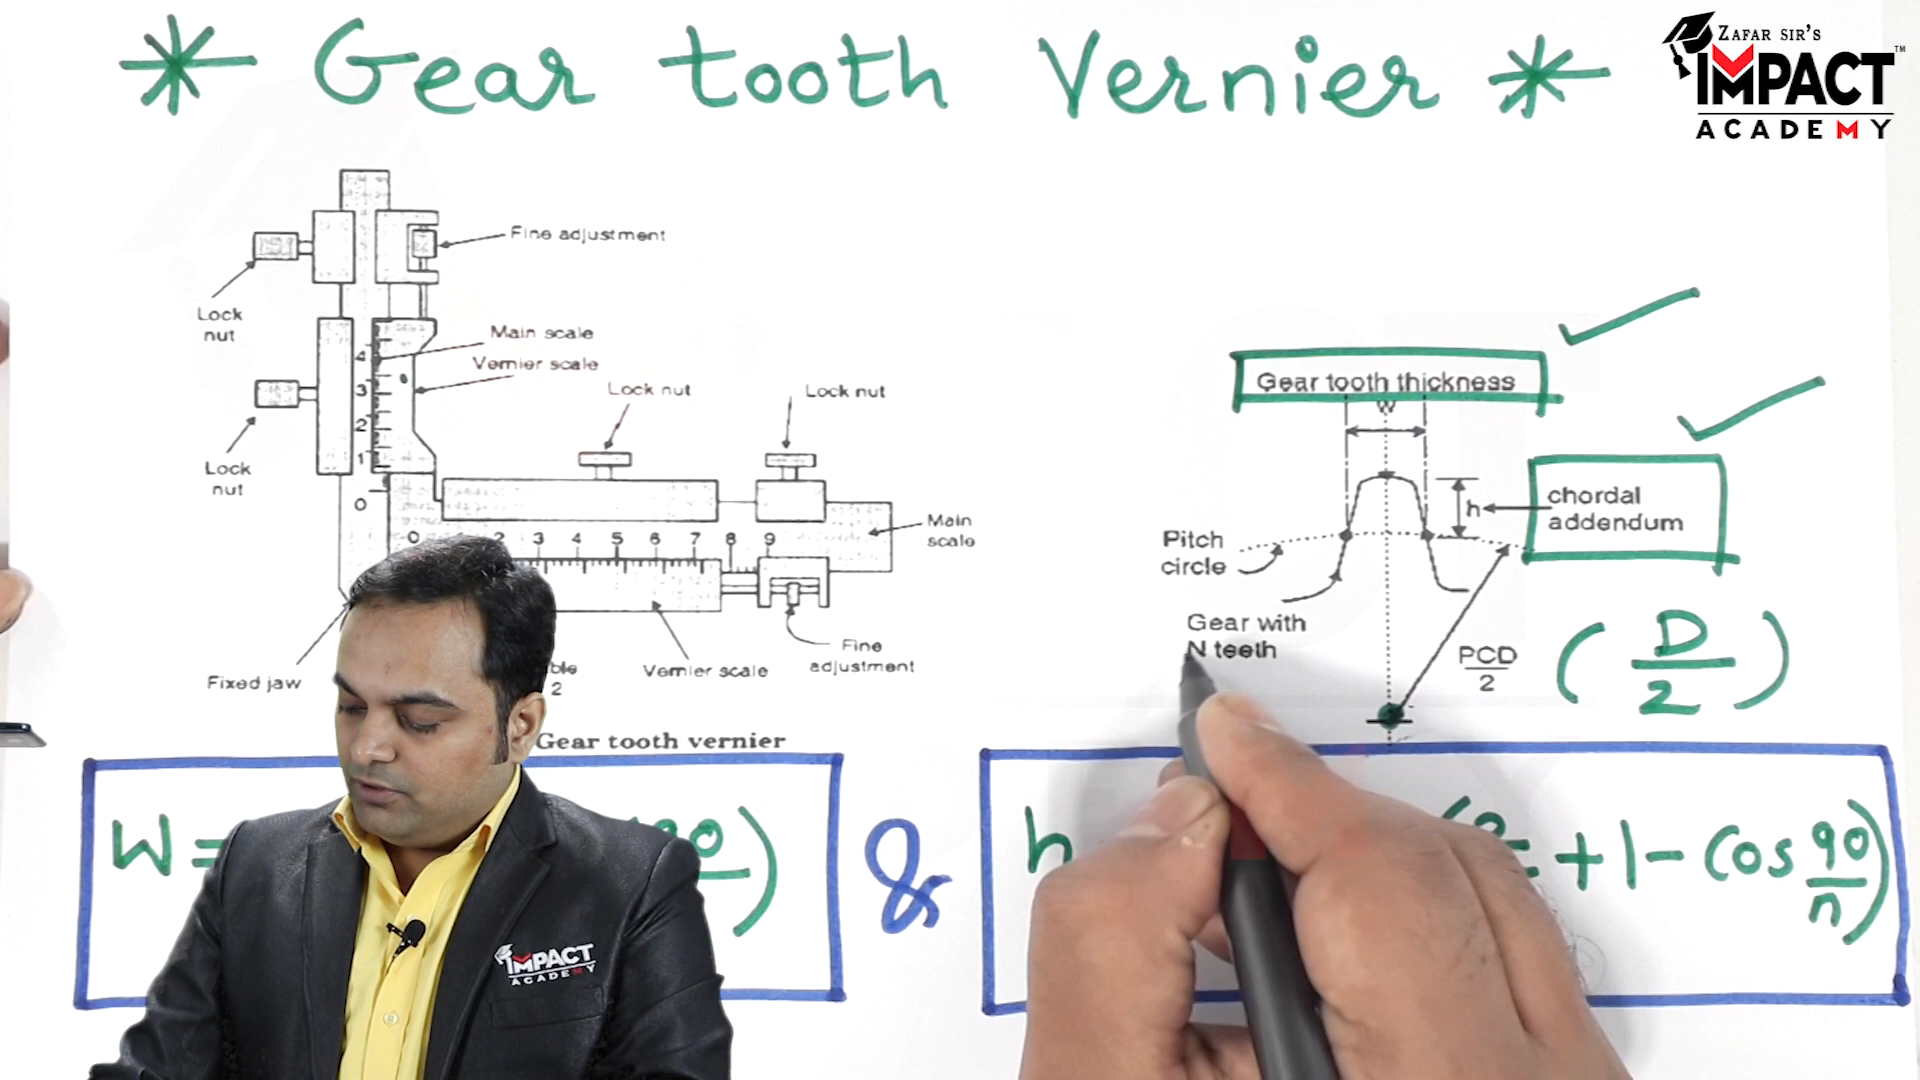 * Gear tooth Vernier *
ZAFAR SIR'S
IMPACT™
ACADEMY
Fine adjustment
Lock
nut
Main scale
Vernier scale
Lock nut
Lock nut
4
3
2
1
0
Lock
nut
0 2 3 4 5 6 7 8 9
Main
scale
Fixed jaw
2
Vernier scale
Fine
adjustment
Gear tooth vernier
Gear tooth thickness
W
h
chordal
addendum
Pitch
circle
Gear with
N teeth
PCD
2
(D/2)
W =
90
)
&
h
+ 1 - Cos 90/n)
IMPACT
ACADEMY